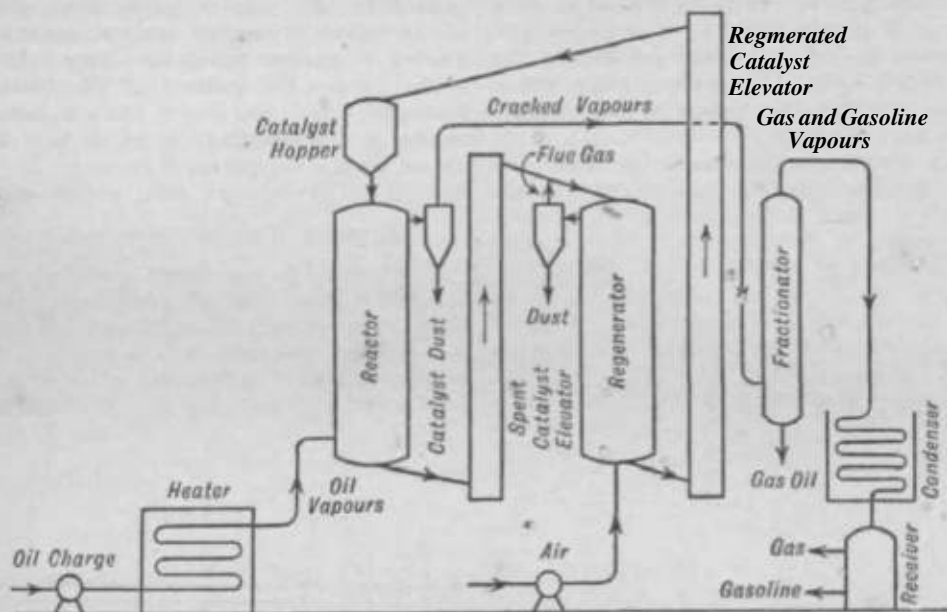 Regmerated
Catalyst
Elevator
Gas and Gasoline
Vapours
Cracked Vapours
Catalyst
Hopper
Flue Gas
Reactor
Catalyst Dust
Dust
Spent
Catalyst
Elevator
Regenerator
Fractionator
Condenser
Gas Oil
Heater
Oil
Vapours
Oil Charge
Air
Gas
Gasoline
Receiver